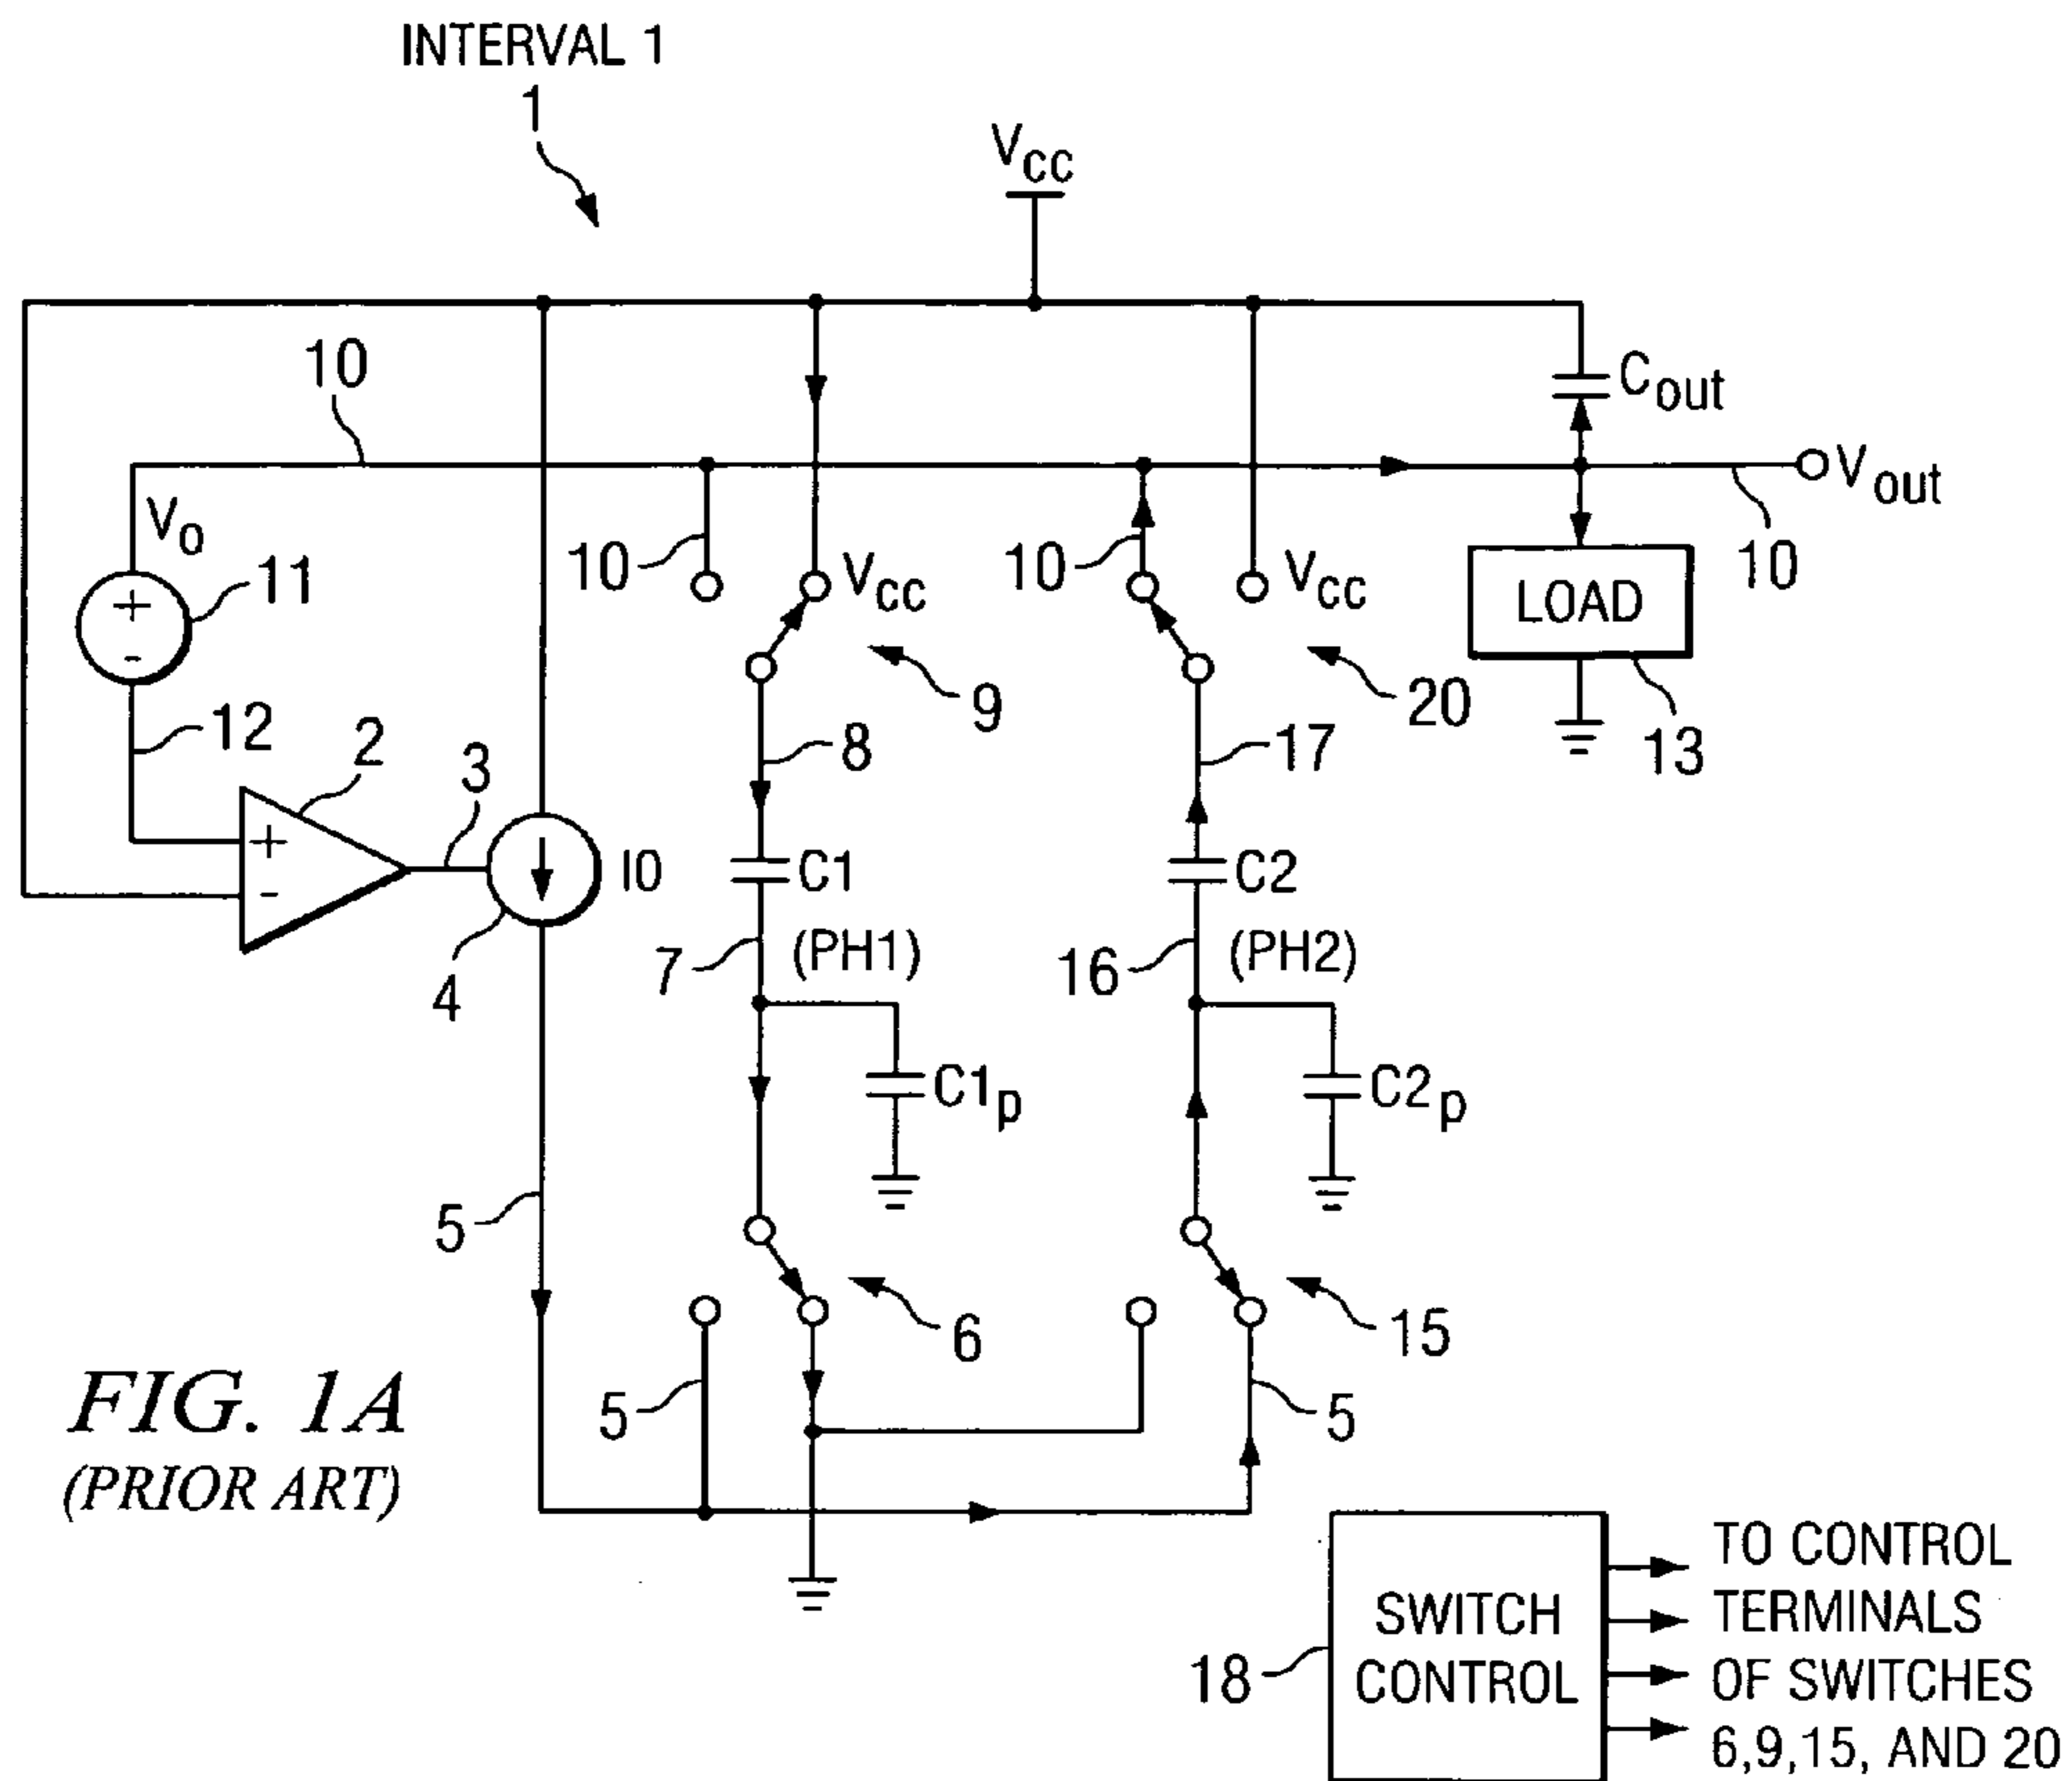 INTERVAL 1
1
Vcc
10
Cout
Vo
11
10
Vcc
10
Vcc
Vout
10
LOAD
13
+
-
12
2
3
9
8
20
17
+
-
I0
4
C1
C2
7
(PH1)
16
(PH2)
C1p
C2p
5
6
15
5
5
FIG. 1A
(PRIOR ART)
18
SWITCH
CONTROL
TO CONTROL
TERMINALS
OF SWITCHES
6,9,15, AND 20